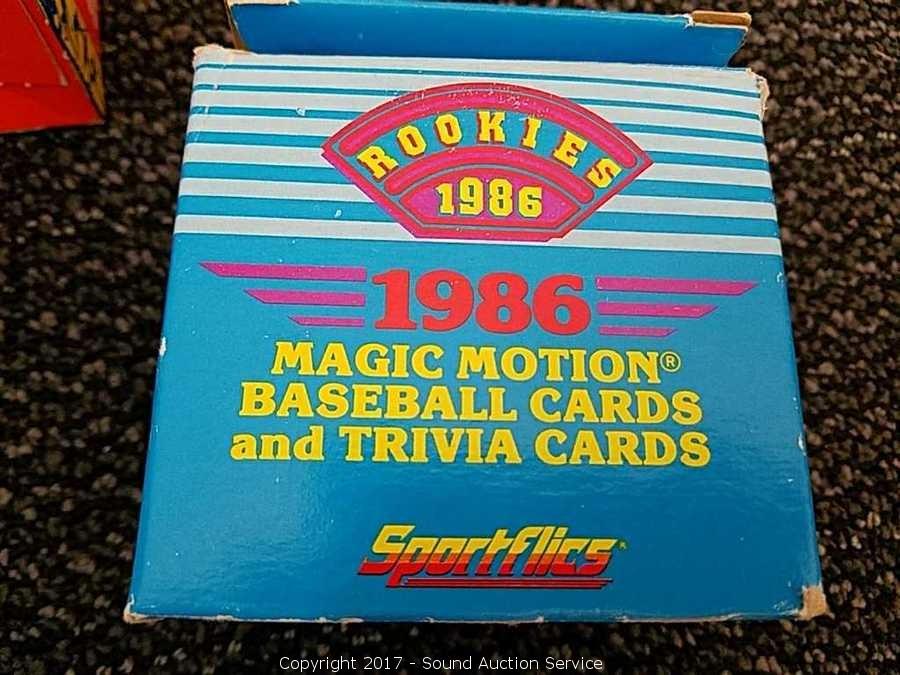 ROOKIES
1986
1986
MAGIC MOTION®
BASEBALL CARDS
and TRIVIA CARDS
Sportflics
Copyright 2017 - Sound Auction Service